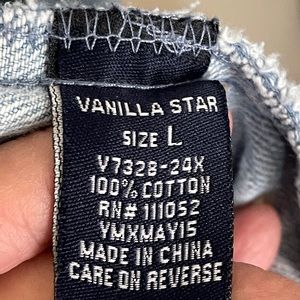 VANILLA STAR
SIZE L
V7328-24X
100% COTTON
RN# 111052
YMXMAY15
MADE IN CHINA
CARE ON REVERSE